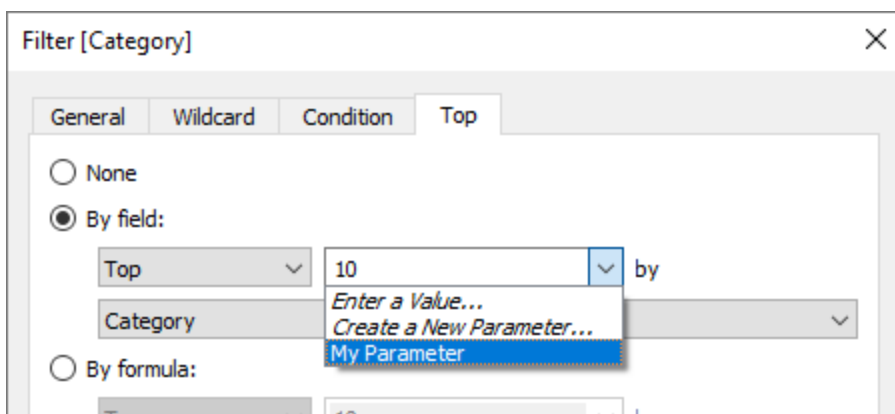 Filter [Category]
General Wildcard Condition Top
None
By field:
Top 10 by
Enter a Value...
Category Create a New Parameter...
My Parameter
By formula: